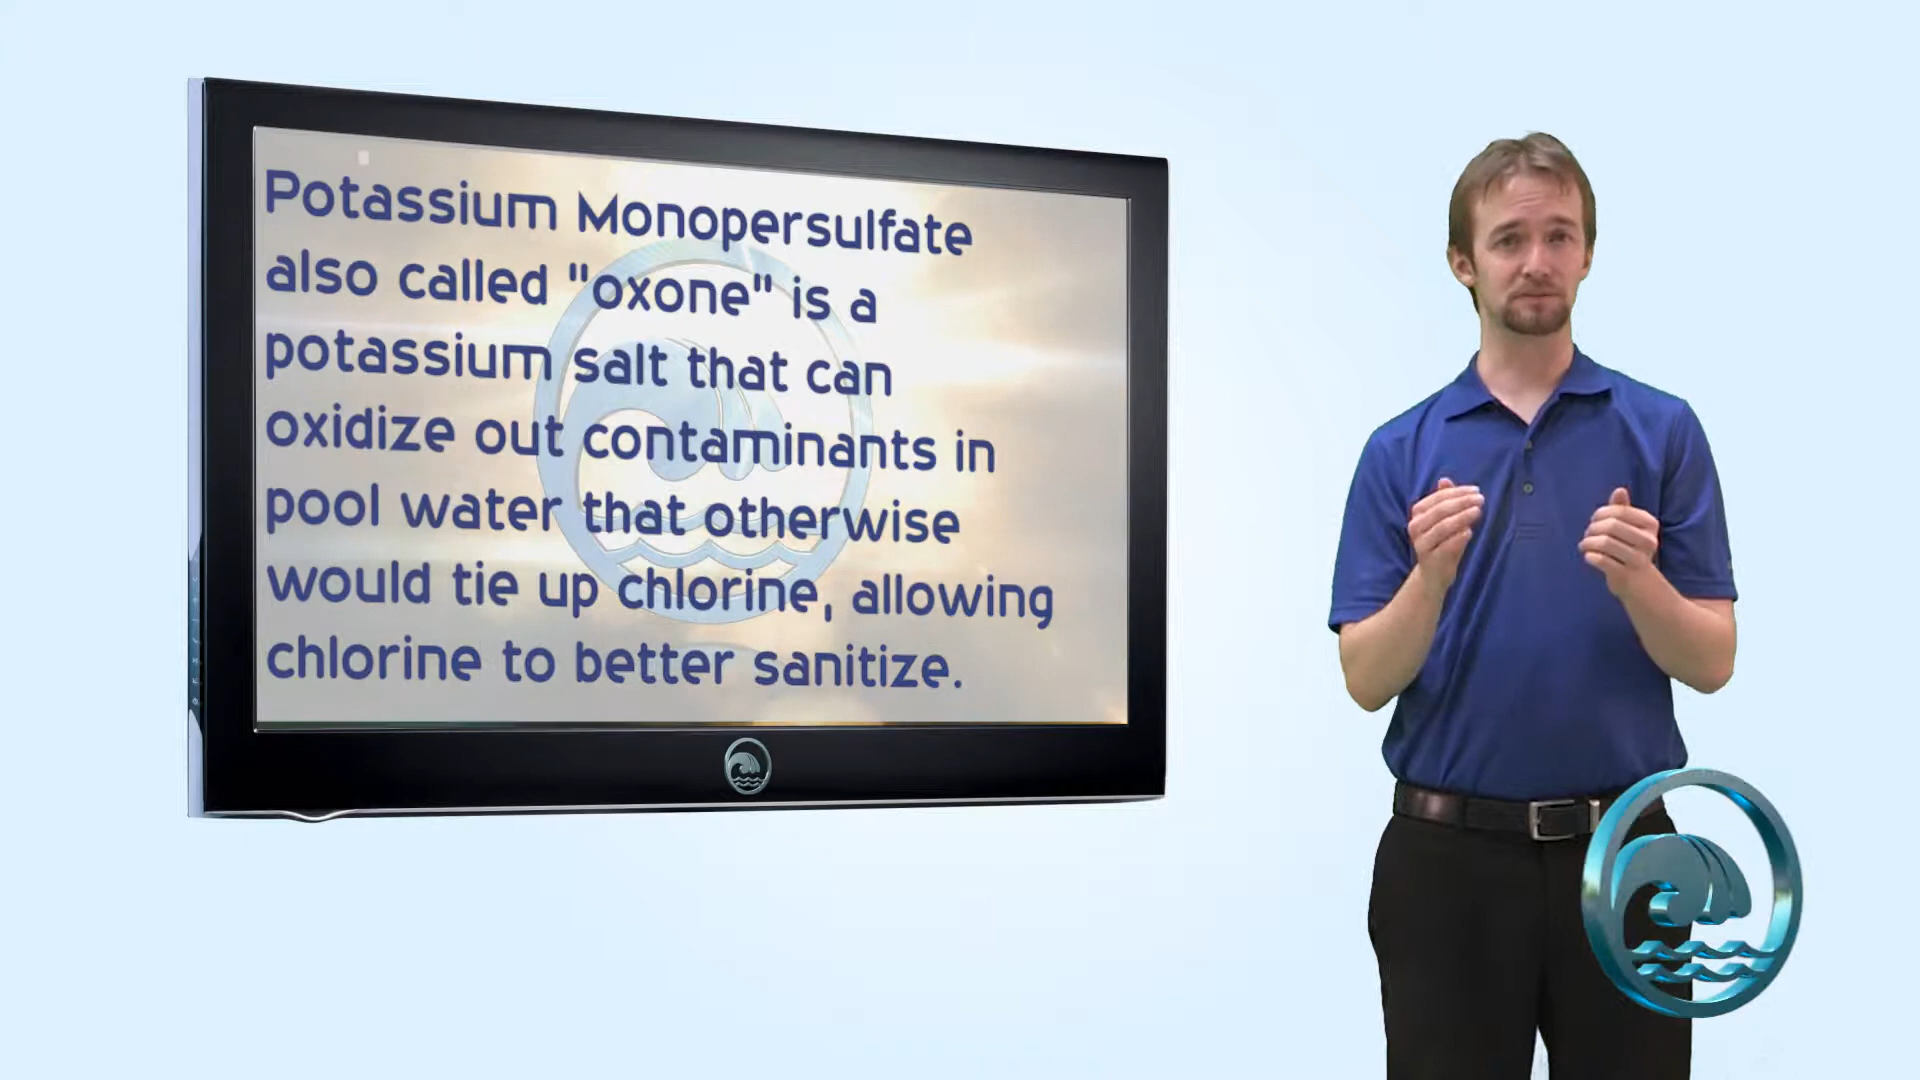 Potassium Monopersulfate
also called "oxone" is a
potassium salt that can
oxidize out contaminants in
pool water that otherwise
would tie up chlorine, allowing
chlorine to better sanitize.